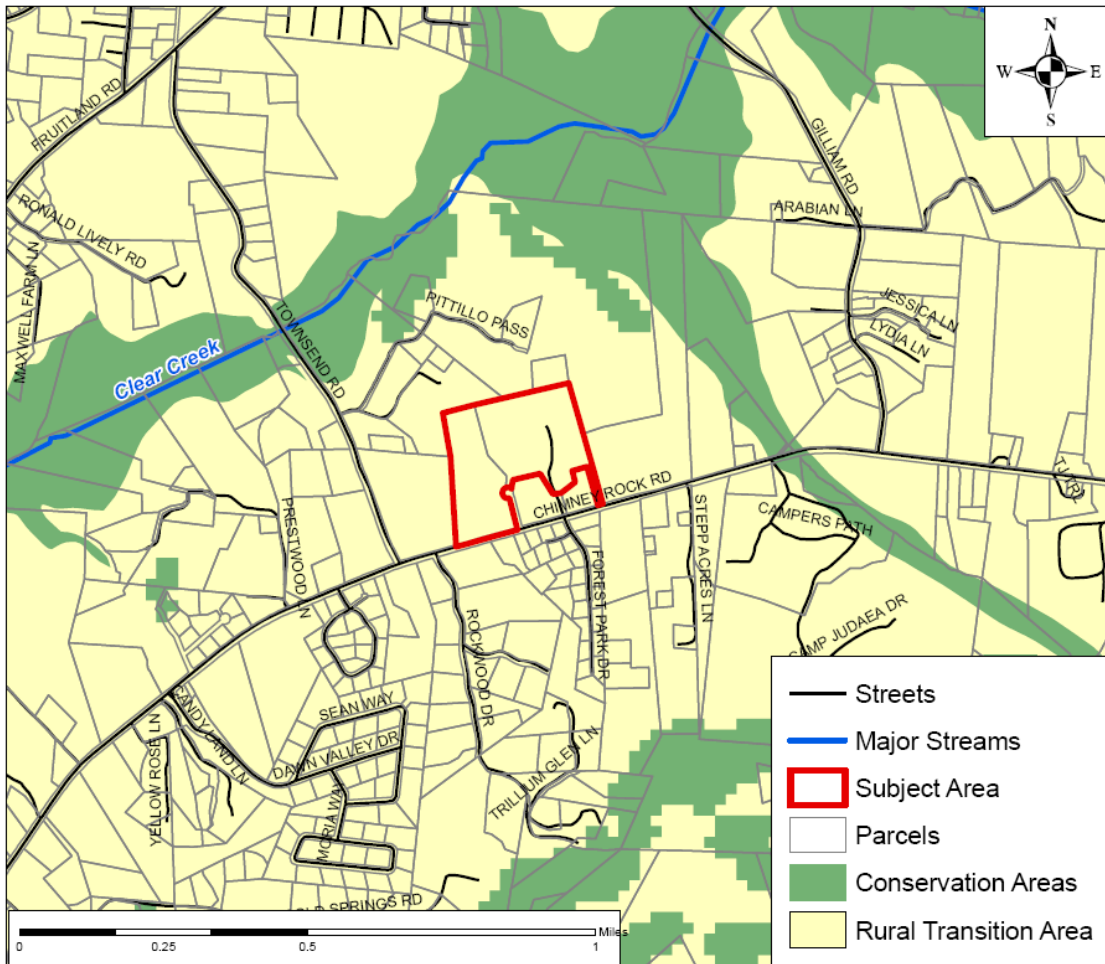 N
W
E
S
FRUITLAND RD
GILLIAM RD
RONALD LIVELY RD
ARABIAN LN
MAXWELL FARM LN
TOWNSEND RD
PITTILLO PASS
JESSICA LN
LYDIA LN
Clear Creek
CHIMNEY ROCK RD
PRESTWOOD LN
STEPP ACRES LN
CAMPERS PATH
FOREST PARK DR
ROCKWOOD DR
CAMP JUDAEA DR
CANDY LAND LN
YELLOW ROSE LN
SEAN WAY
DAWN VALLEY DR
MORIA WAY
TRILLIUM GLEN LN
OLD SPRINGS RD
Streets
Major Streams
Subject Area
Parcels
Conservation Areas
Rural Transition Area
Miles
0
0.25
0.5
1